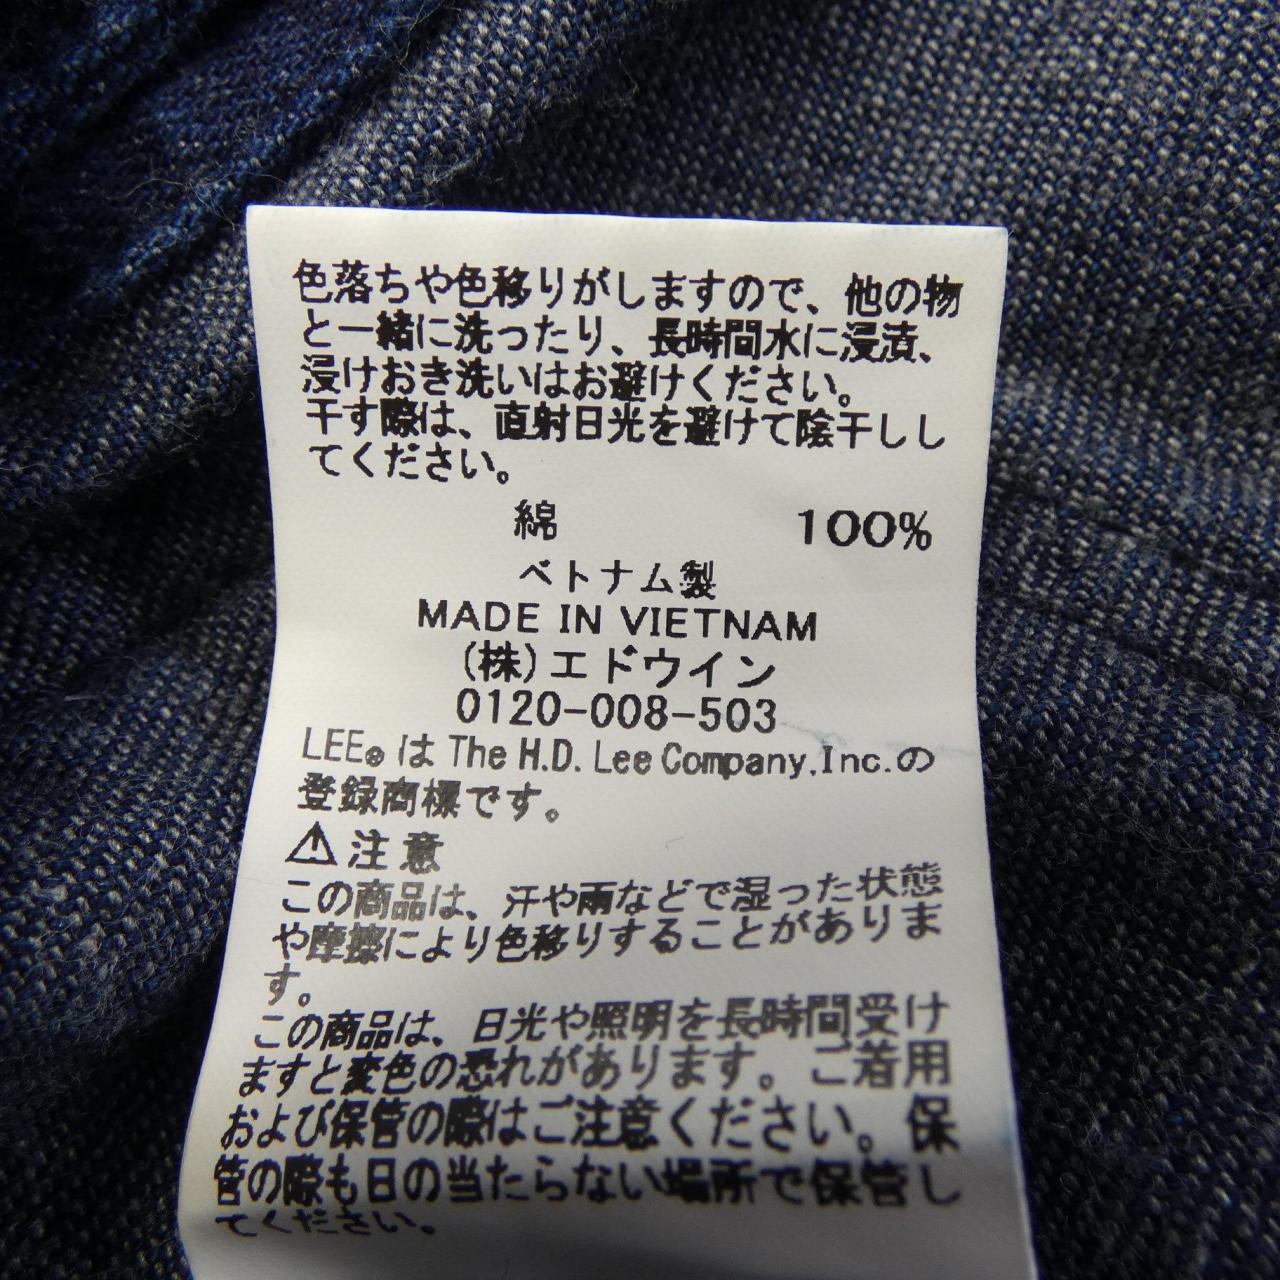 色落ちや色移りがしますので、他の物
と一緒に洗ったり、長時間水に浸漬、
浸けおき洗いはお避けください。
干す際は、直射日光を避けて陰干しし
てください。
綿 100%
ベトナム製
MADE IN VIETNAM
(株)エドウイン
0120-008-503
LEE®は The H.D. Lee Company,Inc.の
登録商標です。
⚠注意
この商品は、汗や雨などで湿った状態
や摩擦により色移りすることがありま
す。
この商品は、日光や照明を長時間受け
ますと変色の恐れがあります。ご着用
および保管の際はご注意ください。保
管の際も日の当たらない場所で保管し
てください。